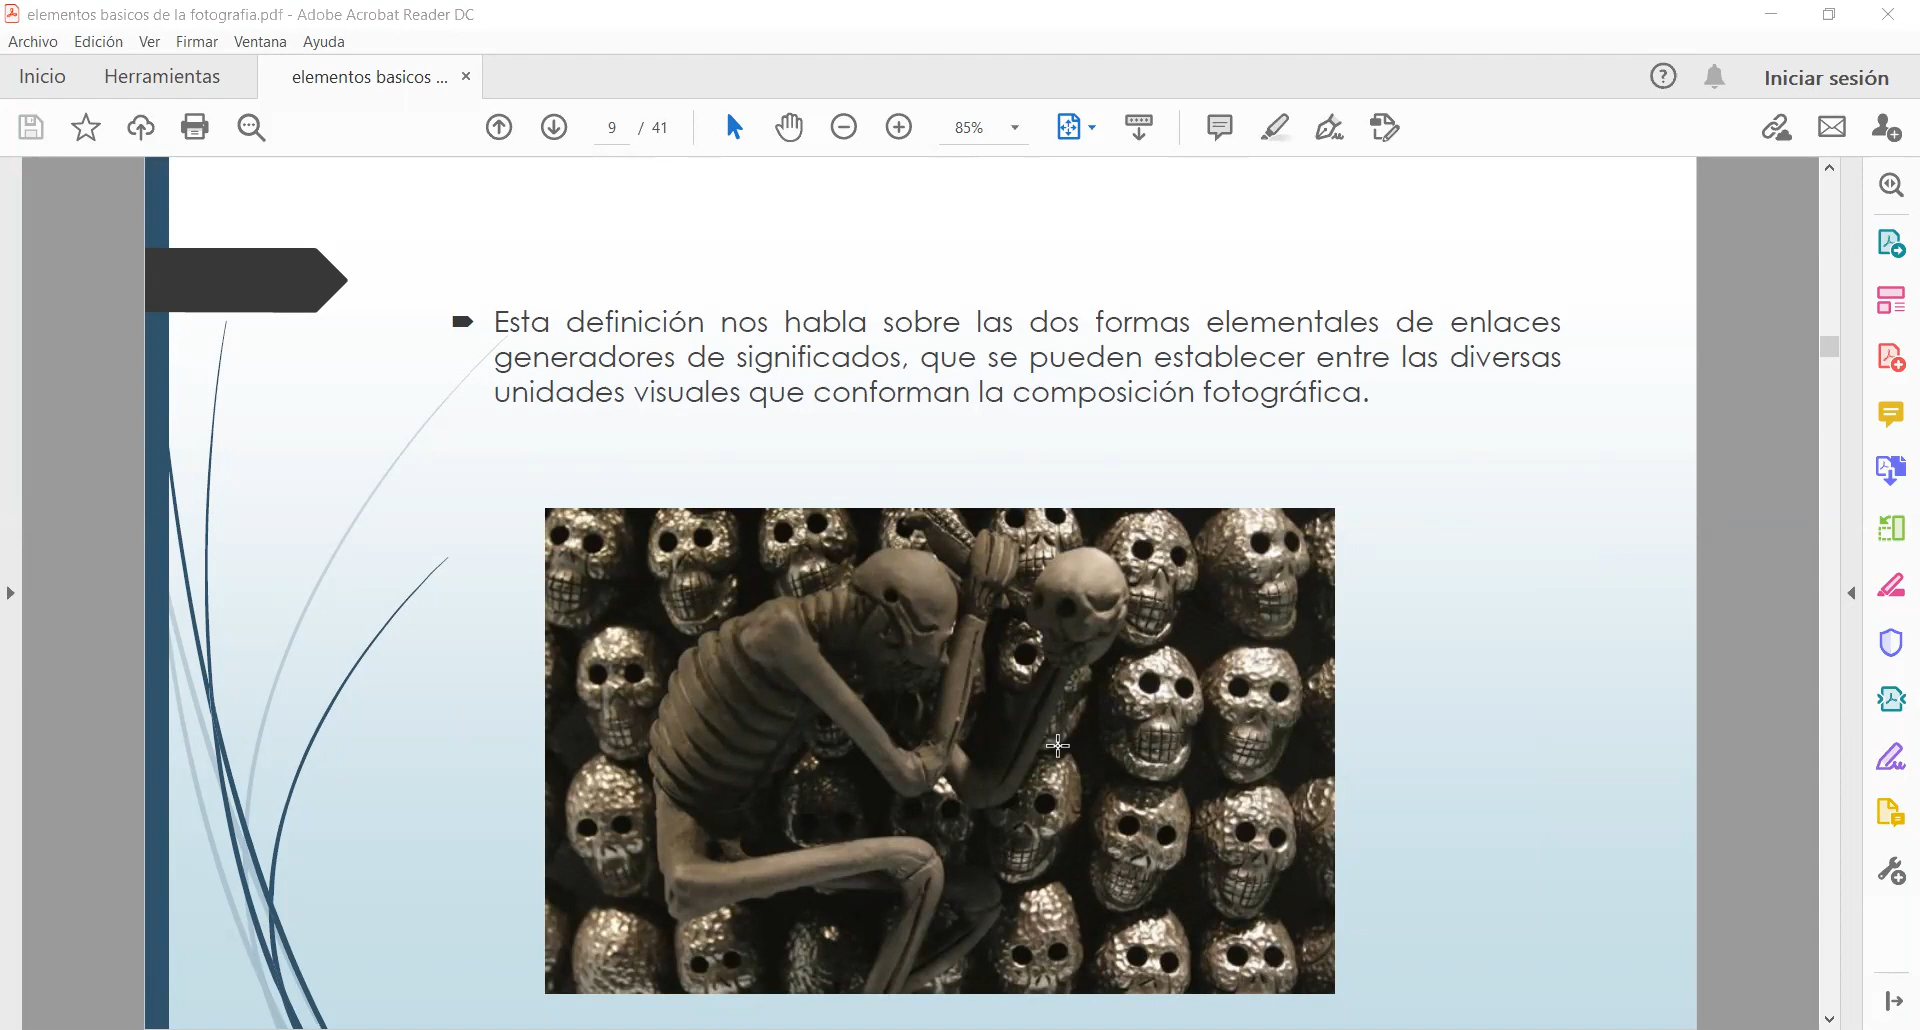 elementos basicos de la fotografia.pdf - Adobe Acrobat Reader DC
Archivo Edición Ver Firmar Ventana Ayuda
Inicio Herramientas elementos basicos ... Iniciar sesión
9 / 41 85%
Esta definición nos habla sobre las dos formas elementales de enlaces
generadores de significados, que se pueden establecer entre las diversas
unidades visuales que conforman la composición fotográfica.